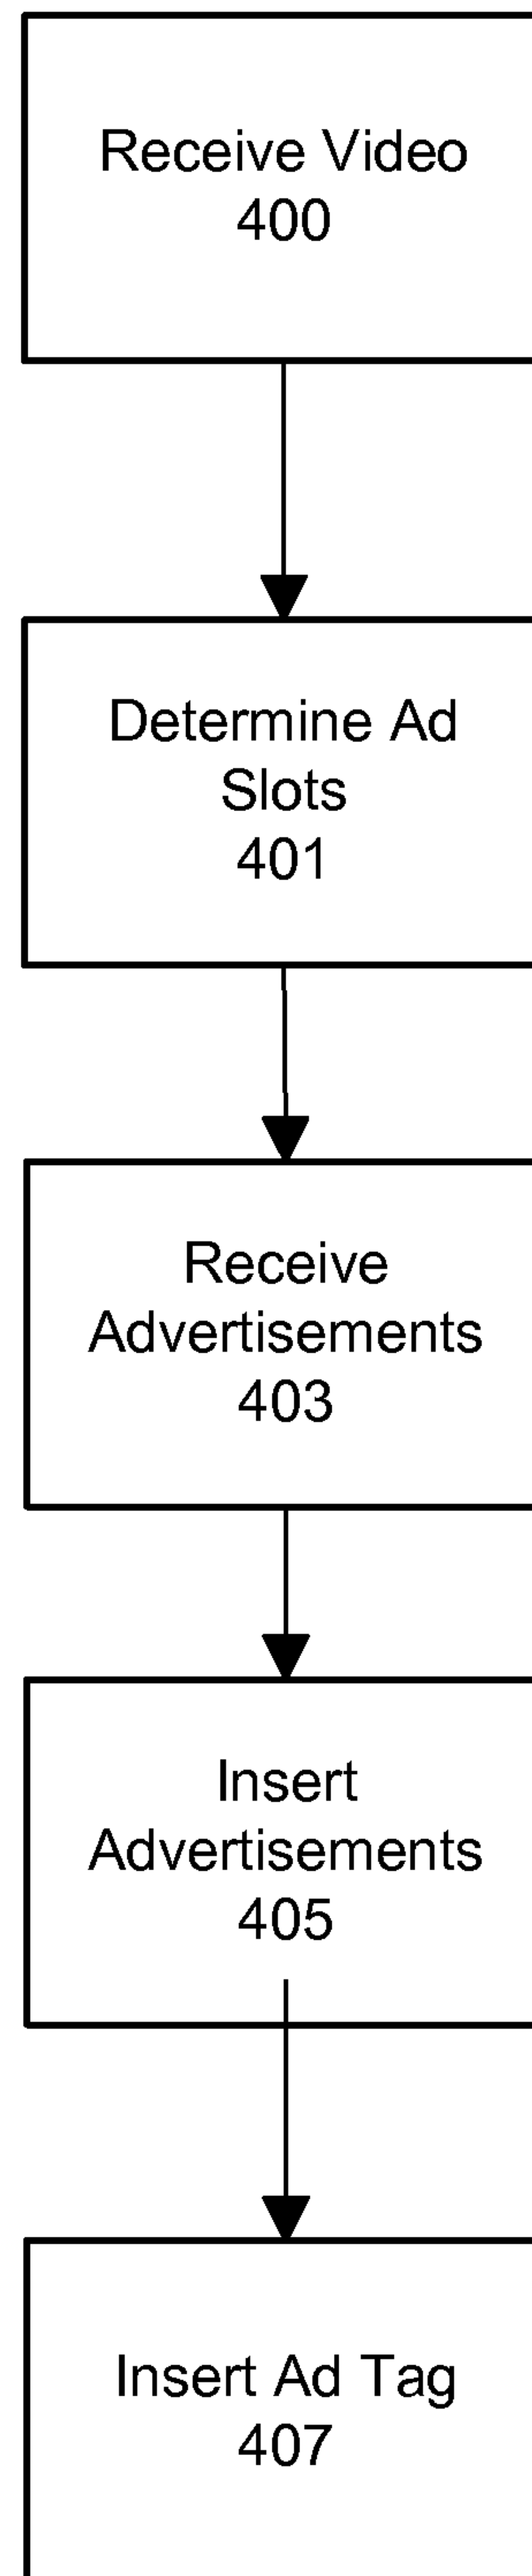 Receive Video
400
Determine Ad
Slots
401
Receive
Advertisements
403
Insert
Advertisements
405
Insert Ad Tag
407